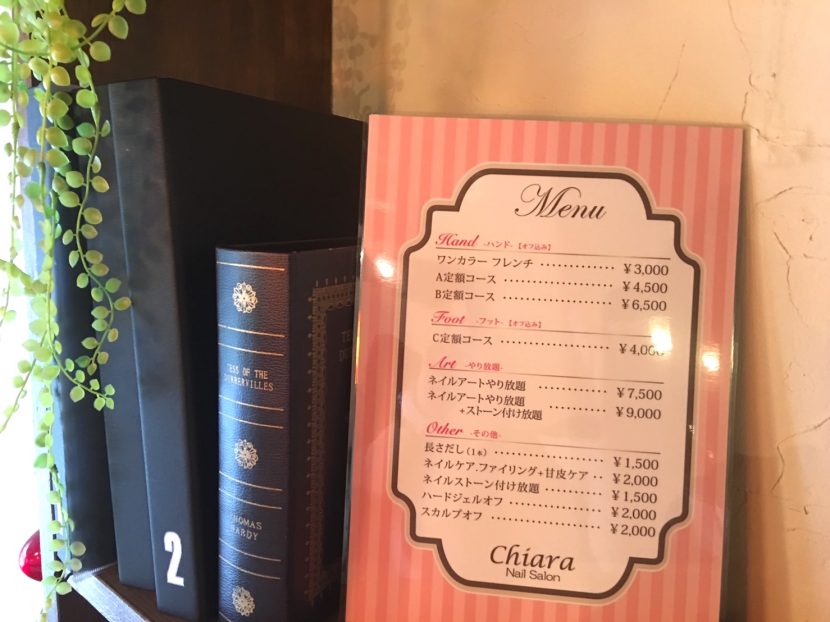 2
TESS OF THE
D'URBERVILLES
THOMAS
HARDY
Menu
Hand -ハンド-【オフ込み】
ワンカラー フレンチ ･････････････ ¥3,000
A定額コース ･･････････････････ ¥4,500
B定額コース ･･････････････････ ¥6,500
Foot -フット-【オフ込み】
C定額コース ･･････････････････ ¥4,000
Art -やり放題-
ネイルアートやり放題 ･･････････ ¥7,500
ネイルアートやり放題
+ストーン付け放題 ･････････ ¥9,000
Other -その他-
長さだし(1本) ･･･････････････････ ¥1,500
ネイルケア.ファイリング+甘皮ケア ･･ ¥2,000
ネイルストーン付け放題 ･････････ ¥1,500
ハードジェルオフ ･･････････････ ¥2,000
スカルプオフ ･････････････････ ¥2,000
Chiara
Nail Salon